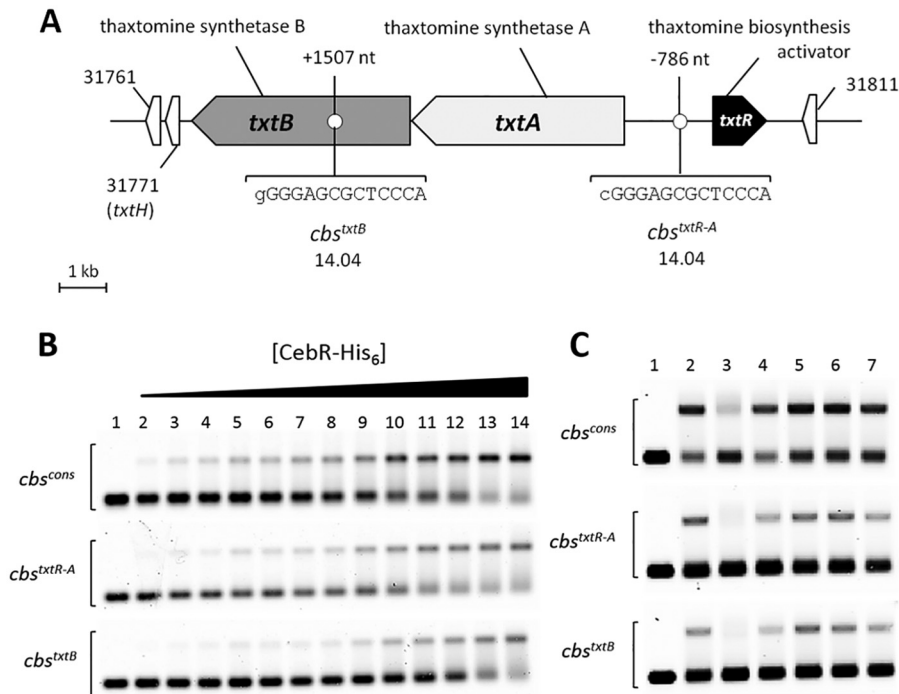 A
thaxtomine synthetase B
thaxtomine synthetase A
thaxtomine biosynthesis
activator
+1507 nt
-786 nt
31761
31811
txtB
txtA
txtR
31771
(txtH)
gGGGAGCGCTCCCA
cGGGAGCGCTCCCA
cbs^txtB
cbs^txtR-A
14.04
14.04
1 kb
B
[CebR-His₆]
1 2 3 4 5 6 7 8 9 10 11 12 13 14
cbs^cons
cbs^txtR-A
cbs^txtB
C
1 2 3 4 5 6 7
cbs^cons
cbs^txtR-A
cbs^txtB